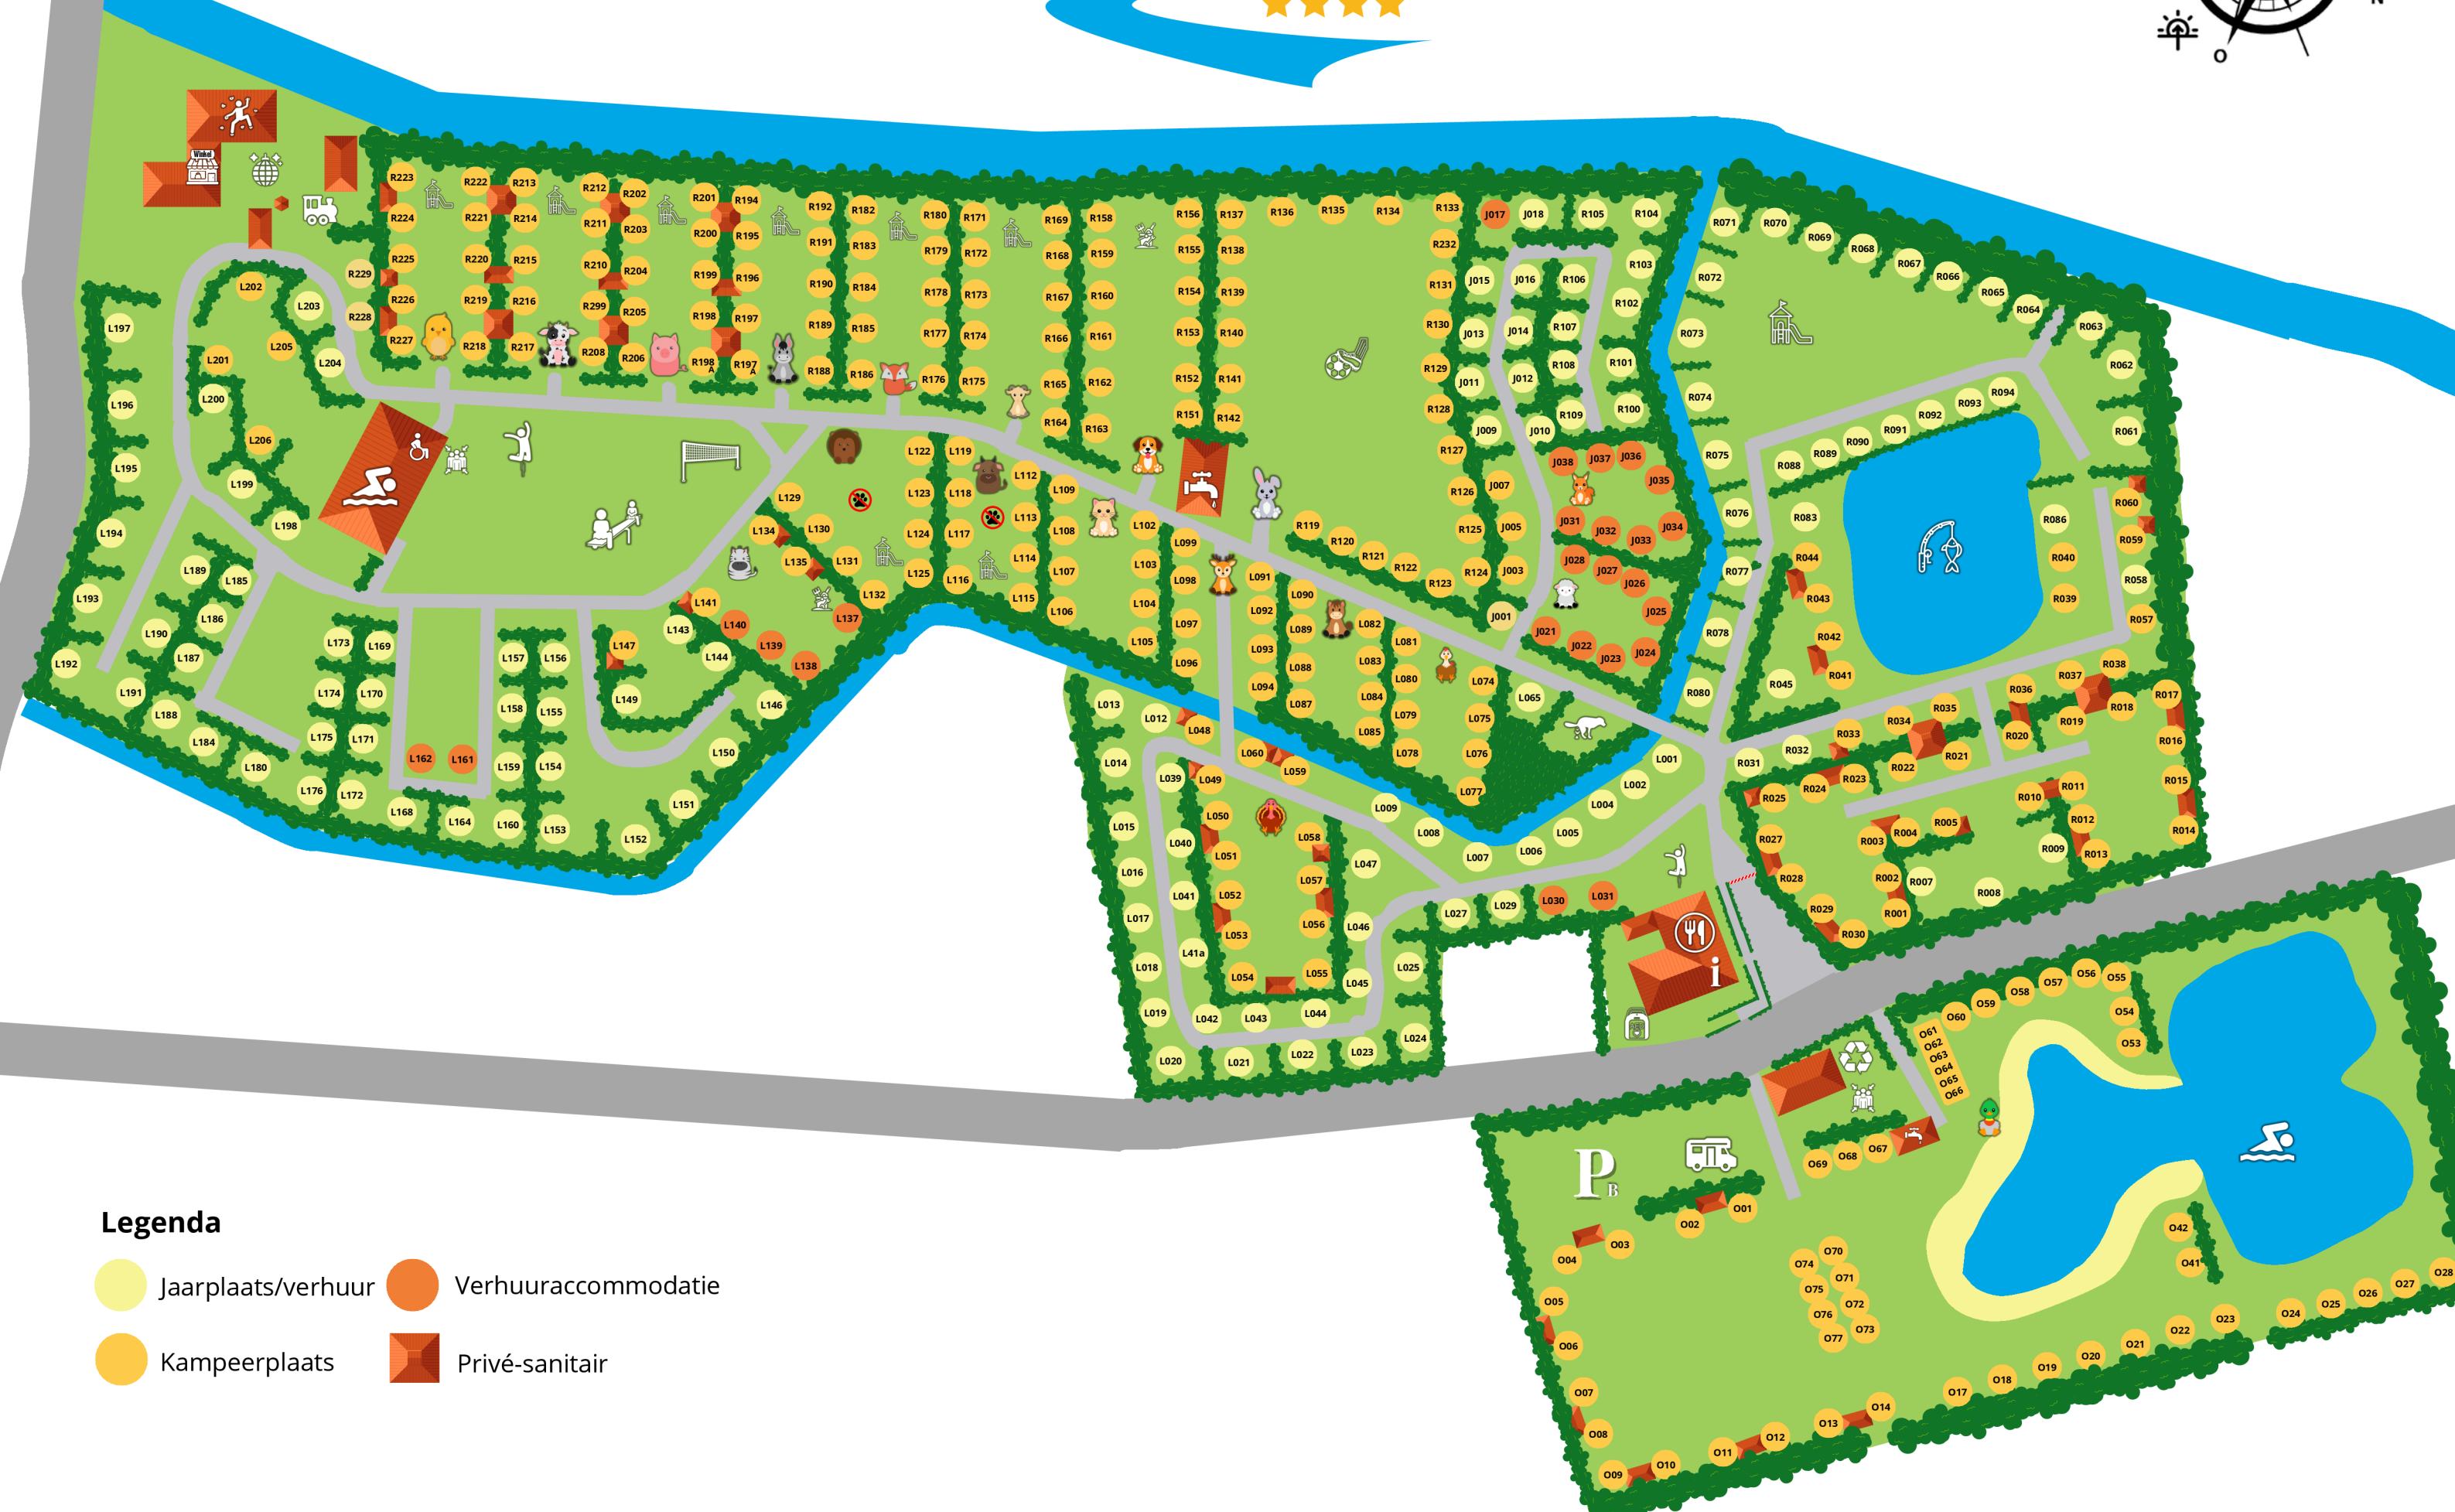 N
O
Winkel
R223
R222
R213
R212
R202
R201
R194
R192
R182
R180
R171
R169
R158
R156
R137
R136
R135
R134
R133
J017
J018
R105
R104
R071
R070
R069
R068
R067
R066
R065
R064
R063
R062
R061
R224
R221
R214
R211
R203
R200
R195
R191
R183
R179
R172
R168
R159
R155
R138
R232
R103
R072
R229
R225
R220
R215
R210
R204
R199
R196
R190
R184
R178
R173
R167
R160
R154
R139
R131
J015
J016
R106
R102
R228
R226
R219
R216
R299
R205
R198
R197
R189
R185
R177
R174
R166
R161
R153
R140
R130
J013
J014
R107
R073
R227
R218
R217
R208
R206
R198
A
R197
A
R188
R186
R176
R175
R165
R162
R152
R141
R129
J011
J012
R108
R101
R074
R164
R163
R151
R142
R128
J009
J010
R109
R100
R127
R075
R088
R089
R090
R091
R092
R093
R094
L202
L203
L205
L204
L201
L200
L206
L199
L198
L197
L196
L195
L194
L193
L192
L189
L185
L186
L190
L187
L191
L188
L184
L180
L173
L169
L174
L170
L175
L171
L176
L172
L168
L164
L162
L161
L157
L156
L158
L155
L159
L154
L160
L153
L152
L151
L150
L149
L147
L146
L144
L143
L141
L140
L139
L138
L137
L129
L134
L130
L135
L131
L132
L122
L119
L123
L118
L124
L117
L125
L116
L112
L109
L113
L108
L114
L107
L115
L106
L102
L099
L103
L098
L104
L097
L105
L096
L091
L090
L092
L089
L093
L088
L094
L087
L082
L081
L083
L080
L084
L079
L085
L078
L074
L075
L076
L077
L065
R119
R120
R121
R122
R123
R124
R125
R126
J007
J005
J003
J001
J038
J037
J036
J035
J031
J032
J033
J034
J028
J027
J026
J025
J021
J022
J023
J024
R076
R077
R078
R080
R083
R044
R043
R042
R041
R045
R086
R040
R039
R060
R059
R058
R057
R038
R037
R036
R035
R034
R033
R032
R031
R017
R018
R019
R020
R016
R021
R022
R023
R024
R025
R015
R014
R010
R011
R012
R013
R009
R008
R007
R005
R004
R003
R002
R001
R027
R028
R029
R030
L013
L012
L048
L014
L060
L059
L039
L049
L015
L050
L040
L051
L016
L041
L052
L017
L053
L41a
L018
L054
L055
L019
L042
L043
L044
L045
L046
L047
L058
L057
L056
L020
L021
L022
L023
L024
L025
L027
L029
L030
L031
L009
L008
L007
L006
L005
L004
L002
L001
i
O61
O62
O63
O64
O65
O66
O60
O59
O58
O57
O56
O55
O54
O53
O69
O68
O67
P
B
O01
O02
O03
O04
O05
O06
O07
O08
O09
O10
O11
O12
O13
O14
O70
O74
O71
O75
O72
O76
O73
O77
O42
O41
O17
O18
O19
O20
O21
O22
O23
O24
O25
O26
O27
O28
Legenda
Jaarplaats/verhuur
Verhuuraccommodatie
Kampeerplaats
Privé-sanitair